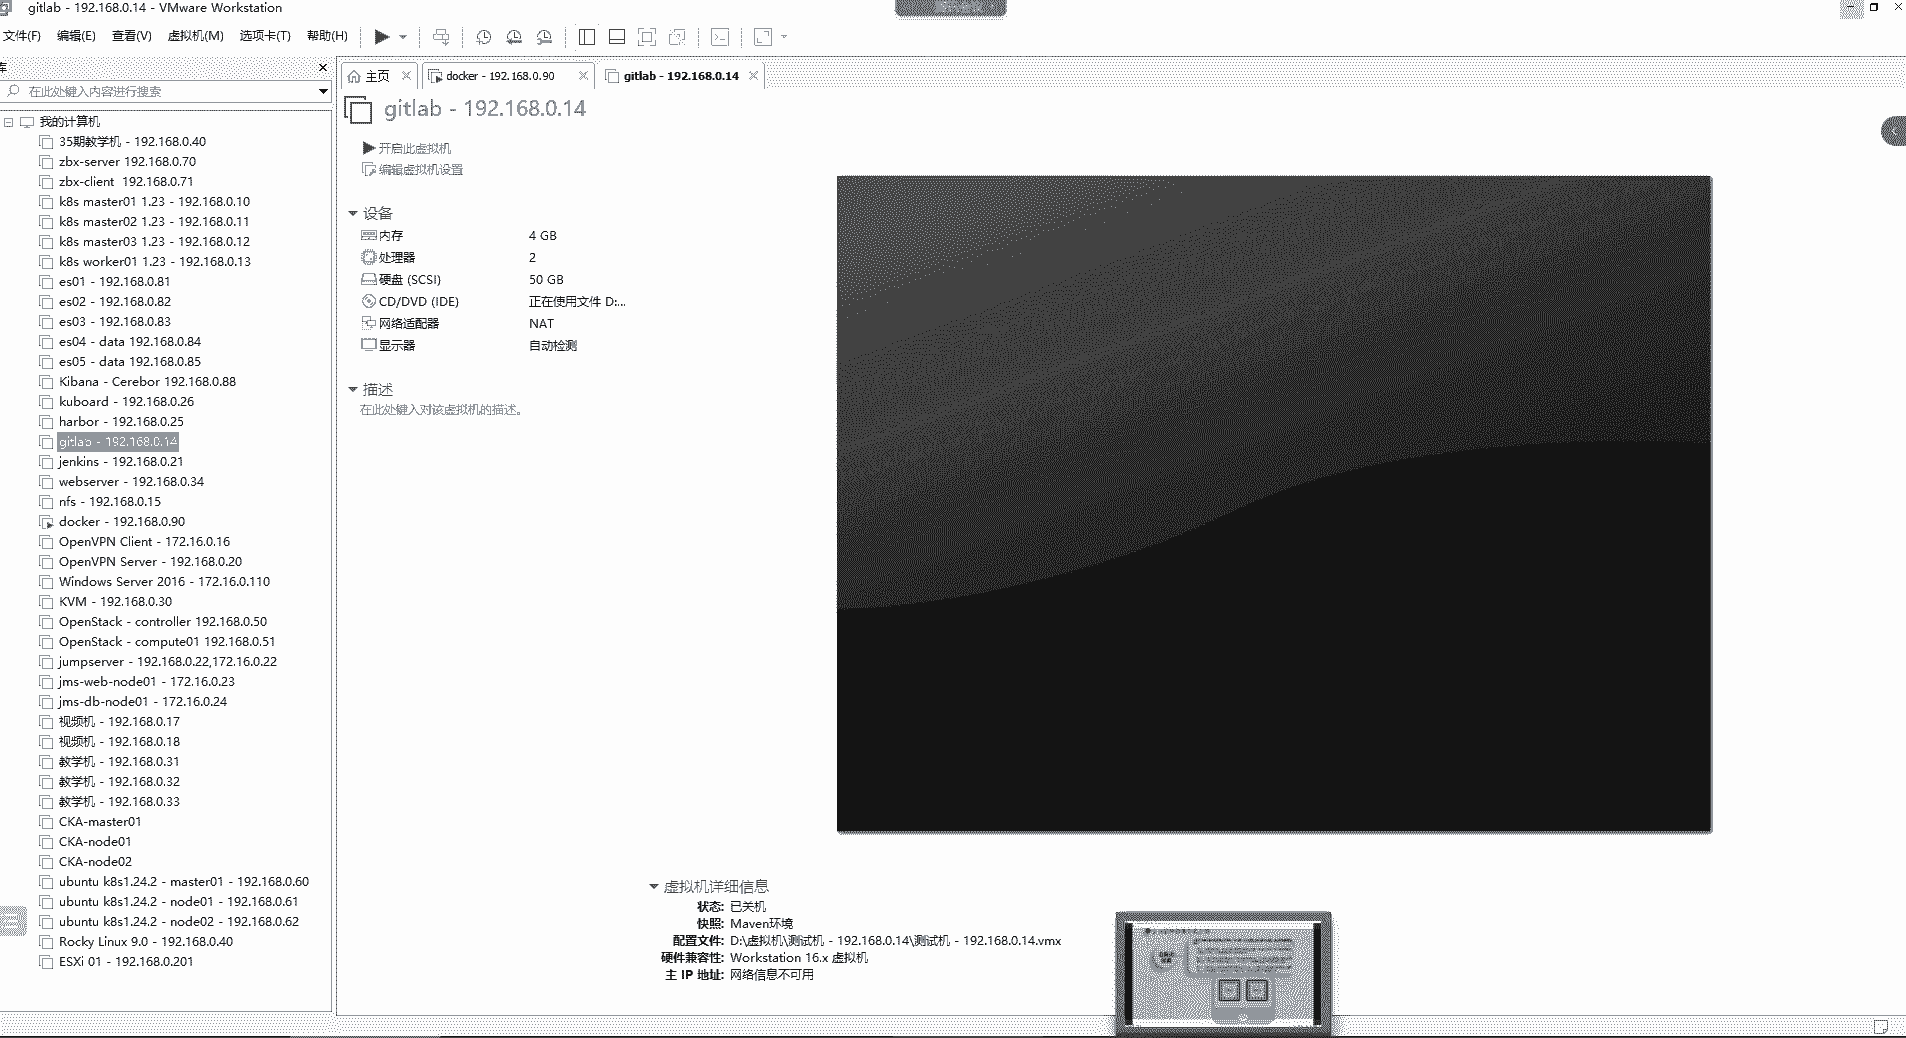 gitlab - 192.168.0.14 - VMware Workstation
文件(F) 编辑(E) 查看(V) 虚拟机(M) 选项卡(T) 帮助(H)
库
在此处键入内容进行搜索
我的计算机
35期教学机 - 192.168.0.40
zbx-server 192.168.0.70
zbx-client 192.168.0.71
k8s master01 1.23 - 192.168.0.10
k8s master02 1.23 - 192.168.0.11
k8s master03 1.23 - 192.168.0.12
k8s worker01 1.23 - 192.168.0.13
es01 - 192.168.0.81
es02 - 192.168.0.82
es03 - 192.168.0.83
es04 - data 192.168.0.84
es05 - data 192.168.0.85
Kibana - Cerebor 192.168.0.88
kuboard - 192.168.0.26
harbor - 192.168.0.25
gitlab - 192.168.0.14
jenkins - 192.168.0.21
webserver - 192.168.0.34
nfs - 192.168.0.15
docker - 192.168.0.90
OpenVPN Client - 172.16.0.16
OpenVPN Server - 192.168.0.20
Windows Server 2016 - 172.16.0.110
KVM - 192.168.0.30
OpenStack - controller 192.168.0.50
OpenStack - compute01 192.168.0.51
jumpserver - 192.168.0.22,172.16.0.22
jms-web-node01 - 172.16.0.23
jms-db-node01 - 172.16.0.24
视频机 - 192.168.0.17
视频机 - 192.168.0.18
教学机 - 192.168.0.31
教学机 - 192.168.0.32
教学机 - 192.168.0.33
CKA-master01
CKA-node01
CKA-node02
ubuntu k8s1.24.2 - master01 - 192.168.0.60
ubuntu k8s1.24.2 - node01 - 192.168.0.61
ubuntu k8s1.24.2 - node02 - 192.168.0.62
Rocky Linux 9.0 - 192.168.0.40
ESXi 01 - 192.168.0.201
主页 docker - 192.168.0.90 gitlab - 192.168.0.14
gitlab - 192.168.0.14
开启此虚拟机
编辑虚拟机设置
设备
内存 4 GB
处理器 2
硬盘 (SCSI) 50 GB
CD/DVD (IDE) 正在使用文件 D:...
网络适配器 NAT
显示器 自动检测
描述
在此处键入对该虚拟机的描述。
虚拟机详细信息
状态: 已关机
快照: Maven环境
配置文件: D:\虚拟机\测试机 - 192.168.0.14\测试机 - 192.168.0.14.vmx
硬件兼容性: Workstation 16.x 虚拟机
主 IP 地址: 网络信息不可用